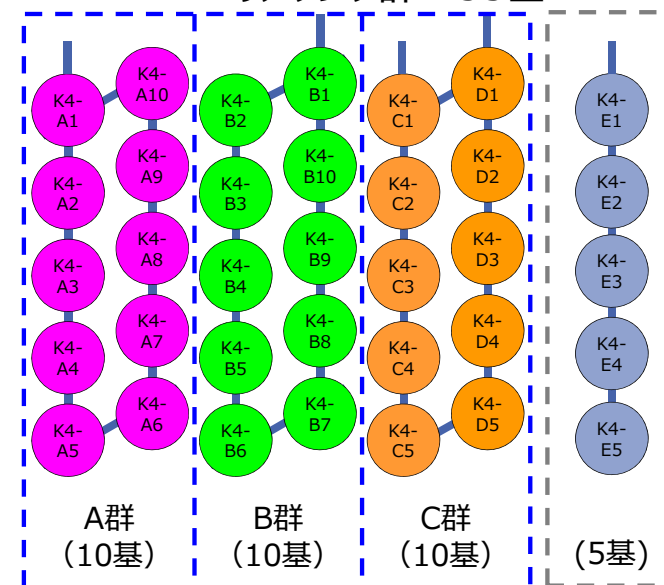 K4-
A1
K4-
A10
K4-
A2
K4-
A9
K4-
A3
K4-
A8
K4-
A4
K4-
A7
K4-
A5
K4-
A6
A群
（10基）
K4-
B2
K4-
B1
K4-
B3
K4-
B10
K4-
B4
K4-
B9
K4-
B5
K4-
B8
K4-
B6
K4-
B7
B群
（10基）
K4-
C1
K4-
D1
K4-
C2
K4-
D2
K4-
C3
K4-
D3
K4-
C4
K4-
D4
K4-
C5
K4-
D5
C群
（10基）
K4-
E1
K4-
E2
K4-
E3
K4-
E4
K4-
E5
(5基)